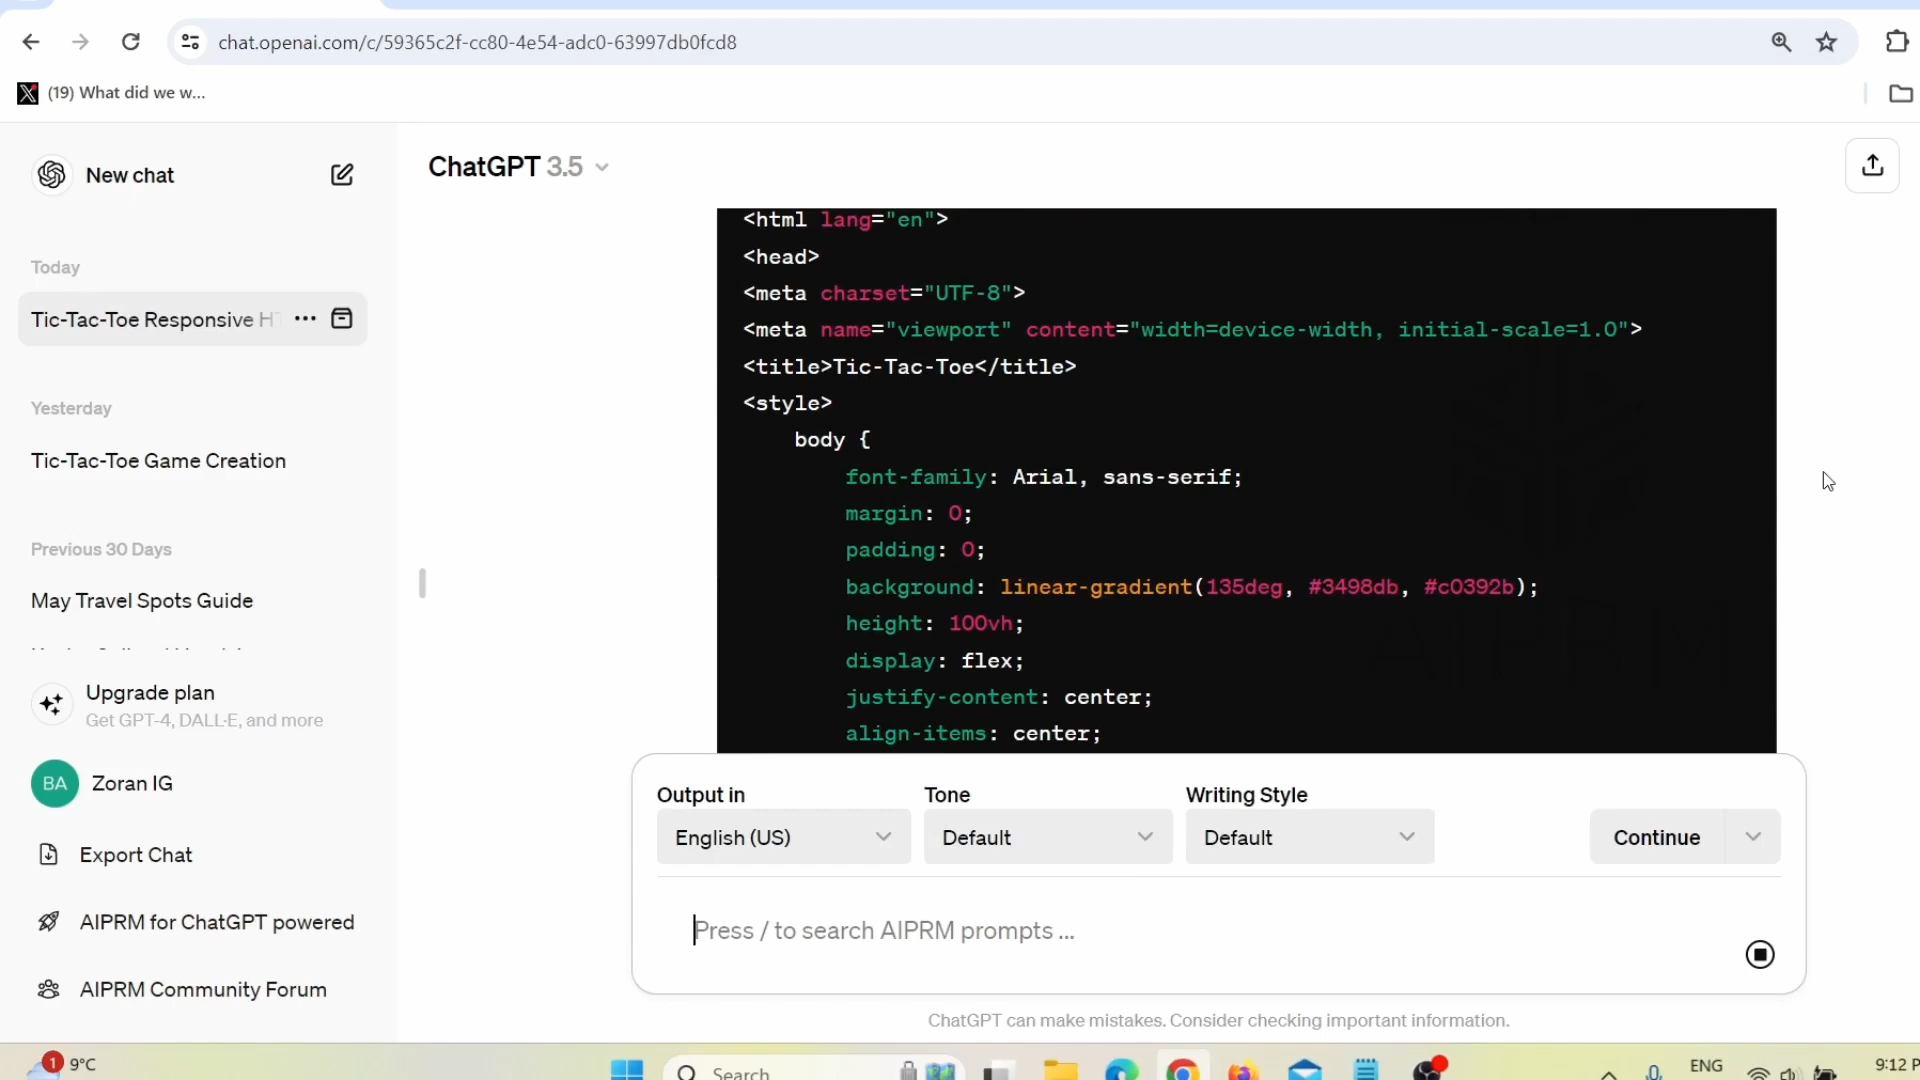 chat.openai.com/c/59365c2f-cc80-4e54-adc0-63997db0fcd8
(19) What did we w...
New chat
ChatGPT 3.5
Today
Tic-Tac-Toe Responsive HT
Yesterday
Tic-Tac-Toe Game Creation
Previous 30 Days
May Travel Spots Guide
Upgrade plan
Get GPT-4, DALL·E, and more
BA Zoran IG
Export Chat
AIPRM for ChatGPT powered
AIPRM Community Forum
<html lang="en">
<head>
<meta charset="UTF-8">
<meta name="viewport" content="width=device-width, initial-scale=1.0">
<title>Tic-Tac-Toe</title>
<style>
body {
font-family: Arial, sans-serif;
margin: 0;
padding: 0;
background: linear-gradient(135deg, #3498db, #c0392b);
height: 100vh;
display: flex;
justify-content: center;
align-items: center;
Output in Tone Writing Style
English (US) Default Default Continue
Press / to search AIPRM prompts ...
ChatGPT can make mistakes. Consider checking important information.
1 9°C Search ENG 9:12 P